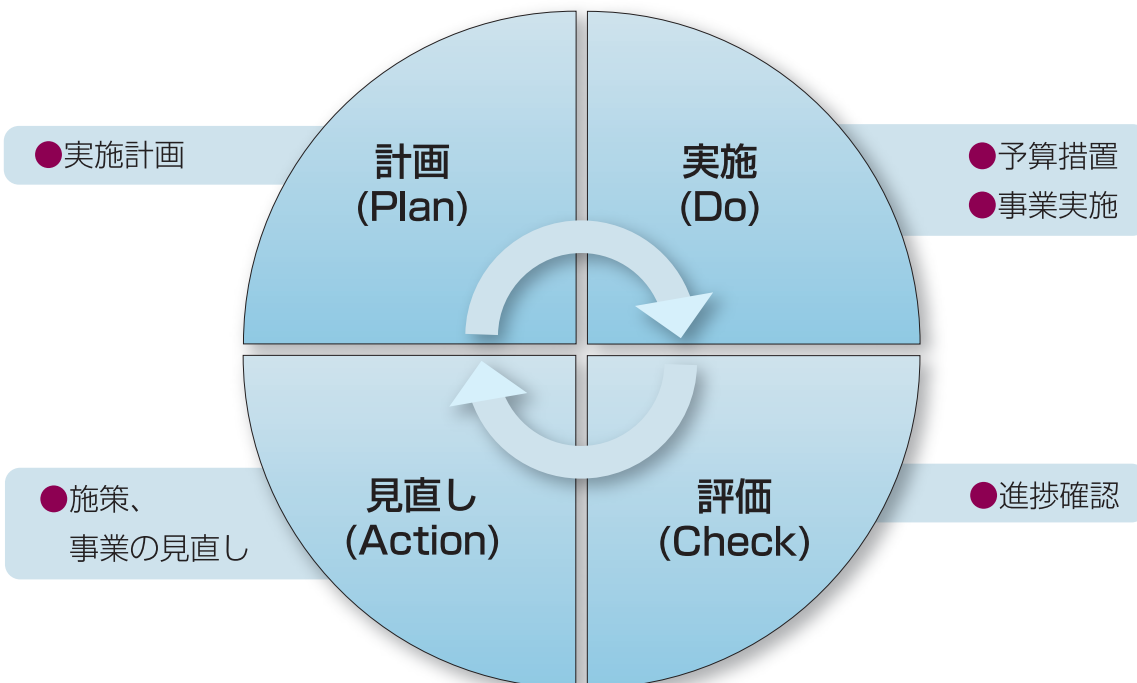 ●実施計画
計画
(Plan)
実施
(Do)
●予算措置
●事業実施
●施策、
事業の見直し
見直し
(Action)
評価
(Check)
●進捗確認